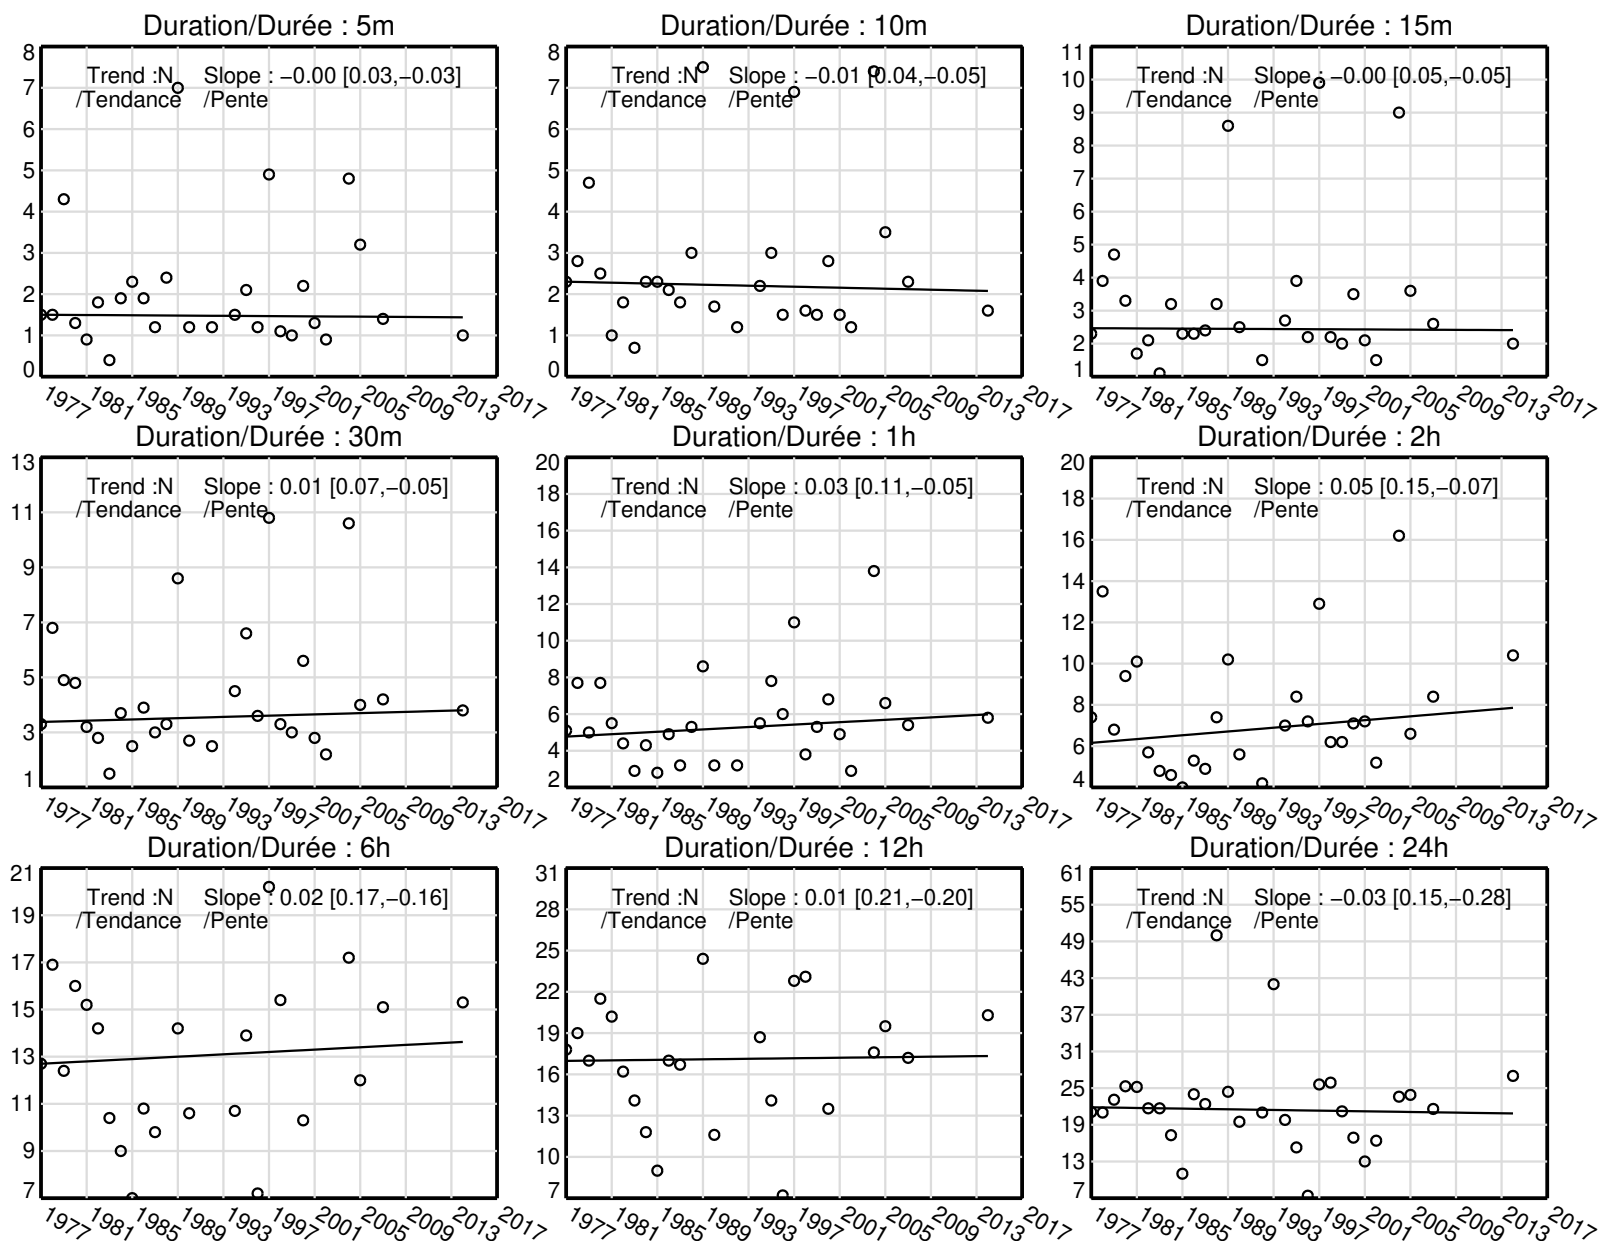 Duration/Durée : 5m
Trend :N Slope : −0.00 [0.03,−0.03]
/Tendance /Pente
8
7
6
5
4
3
2
1
0
1977 1981 1985 1989 1993 1997 2001 2005 2009 2013 2017
Duration/Durée : 10m
Trend :N Slope : −0.01 [0.04,−0.05]
/Tendance /Pente
8
7
6
5
4
3
2
1
0
1977 1981 1985 1989 1993 1997 2001 2005 2009 2013 2017
Duration/Durée : 15m
Trend :N Slope : −0.00 [0.05,−0.05]
/Tendance /Pente
11
10
9
8
7
6
5
4
3
2
1
1977 1981 1985 1989 1993 1997 2001 2005 2009 2013 2017
Duration/Durée : 30m
Trend :N Slope : 0.01 [0.07,−0.05]
/Tendance /Pente
13
11
9
7
5
3
1
1977 1981 1985 1989 1993 1997 2001 2005 2009 2013 2017
Duration/Durée : 1h
Trend :N Slope : 0.03 [0.11,−0.05]
/Tendance /Pente
20
18
16
14
12
10
8
6
4
2
1977 1981 1985 1989 1993 1997 2001 2005 2009 2013 2017
Duration/Durée : 2h
Trend :N Slope : 0.05 [0.15,−0.07]
/Tendance /Pente
20
18
16
14
12
10
8
6
4
1977 1981 1985 1989 1993 1997 2001 2005 2009 2013 2017
Duration/Durée : 6h
Trend :N Slope : 0.02 [0.17,−0.16]
/Tendance /Pente
21
19
17
15
13
11
9
7
1977 1981 1985 1989 1993 1997 2001 2005 2009 2013 2017
Duration/Durée : 12h
Trend :N Slope : 0.01 [0.21,−0.20]
/Tendance /Pente
31
28
25
22
19
16
13
10
7
1977 1981 1985 1989 1993 1997 2001 2005 2009 2013 2017
Duration/Durée : 24h
Trend :N Slope : −0.03 [0.15,−0.28]
/Tendance /Pente
61
55
49
43
37
31
25
19
13
7
1977 1981 1985 1989 1993 1997 2001 2005 2009 2013 2017